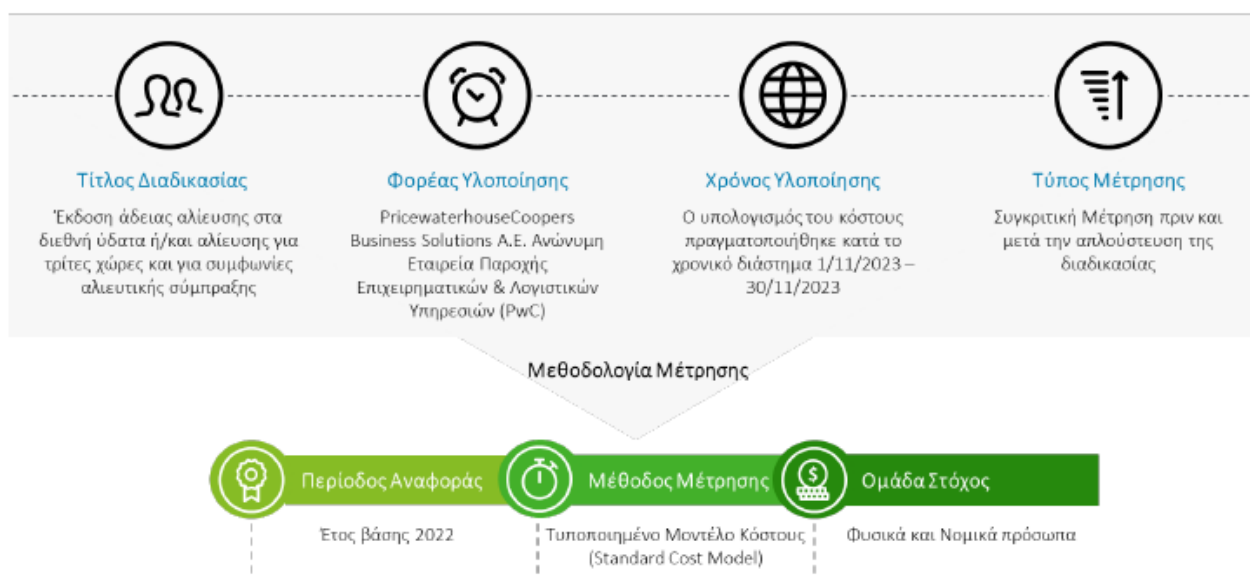 Τίτλος Διαδικασίας
Έκδοση άδειας αλίευσης στα
διεθνή ύδατα ή/και αλίευσης για
τρίτες χώρες και για συμφωνίες
αλιευτικής σύμπραξης
Φορέας Υλοποίησης
PricewaterhouseCoopers
Business Solutions Α.Ε. Ανώνυμη
Εταιρεία Παροχής
Επιχειρηματικών & Λογιστικών
Υπηρεσιών (PwC)
Χρόνος Υλοποίησης
Ο υπολογισμός του κόστους
πραγματοποιήθηκε κατά το
χρονικό διάστημα 1/11/2023 –
30/11/2023
Τύπος Μέτρησης
Συγκριτική Μέτρηση πριν και
μετά την απλούστευση της
διαδικασίας
Μεθοδολογία Μέτρησης
Περίοδος Αναφοράς
Έτος βάσης 2022
Μέθοδος Μέτρησης
Τυποποιημένο Μοντέλο Κόστους
(Standard Cost Model)
Ομάδα Στόχος
Φυσικά και Νομικά πρόσωπα